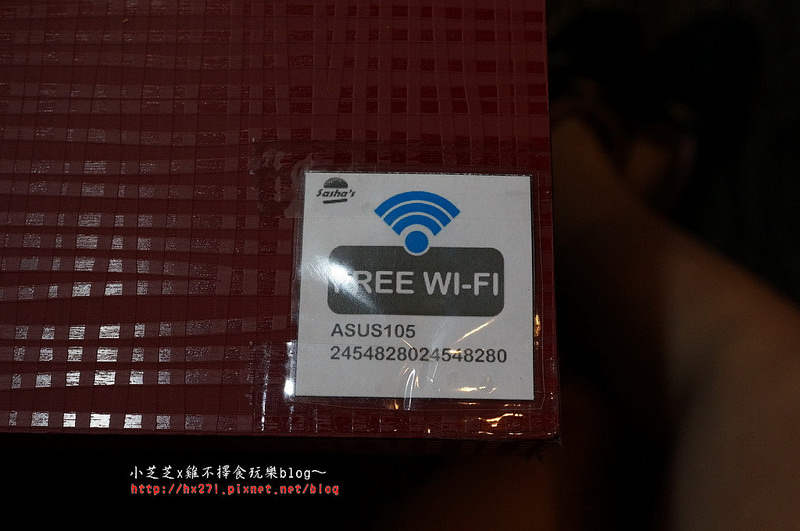 Sasha's
FREE WI-FI
ASUS105
2454828024548280
小芝芝x雞不擇食玩樂blog～
http://hx271.pixnet.net/blog